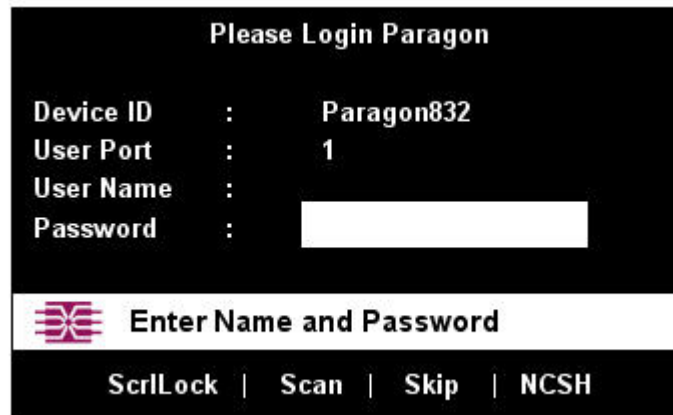 Please Login Paragon
Device ID : Paragon832
User Port : 1
User Name :
Password :
Enter Name and Password
ScrlLock | Scan | Skip | NCSH